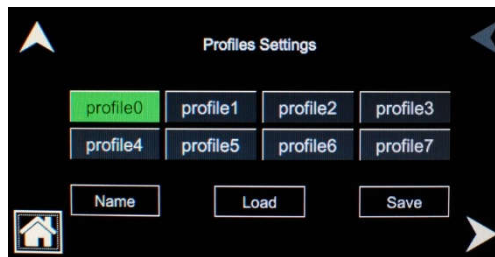 Profiles Settings
profile0 profile1 profile2 profile3
profile4 profile5 profile6 profile7
Name Load Save